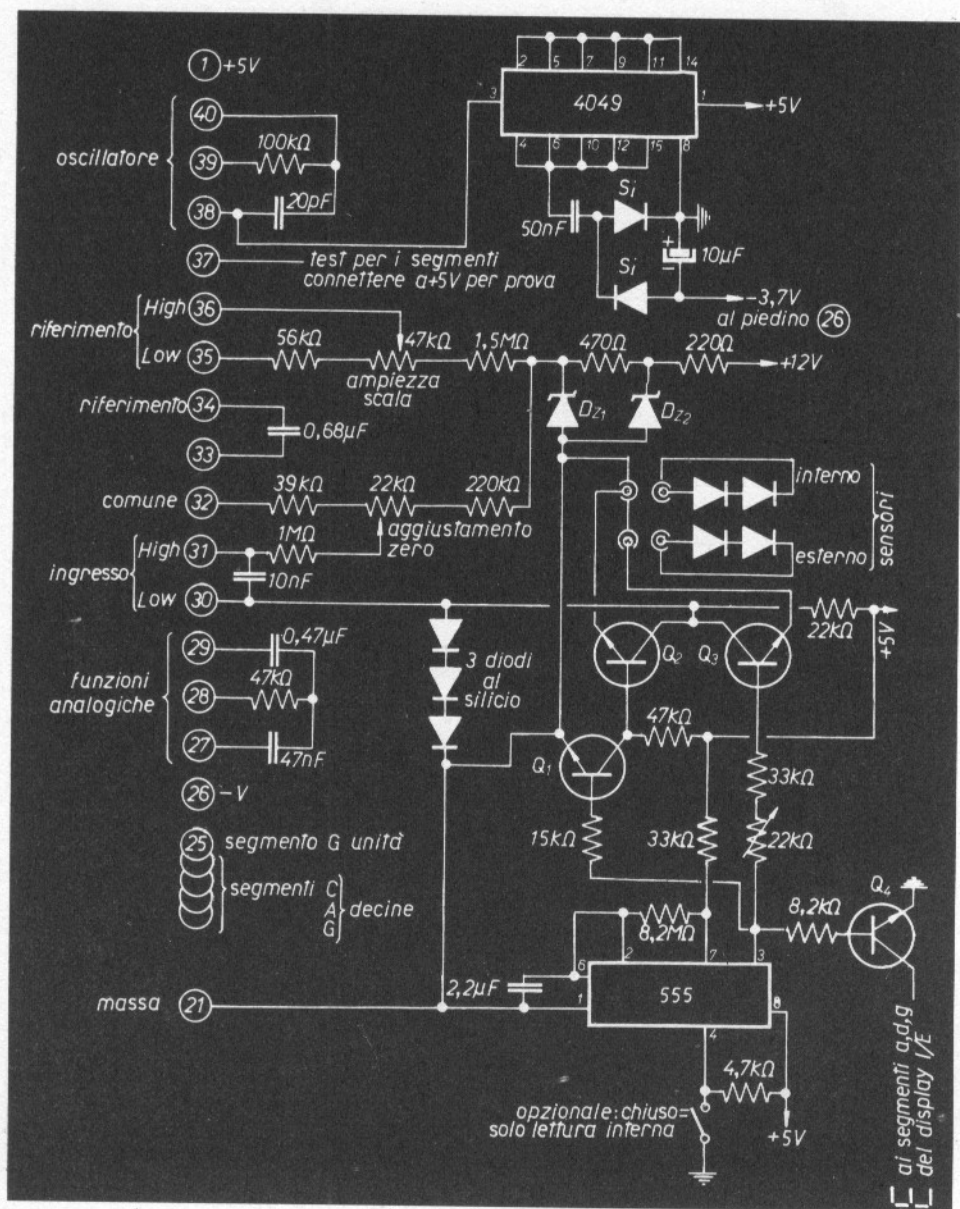 1 +5V
40
100kΩ
oscillatore
39
20pF
38
37
test per i segmenti
connettere a+5V per prova
2 5 7 9 11 14
3
4049
1
+5V
4 6 10 12 15 8
Si
50nF
+
10µF
−
Si
−3,7V
al piedino 26
High 36
riferimento
Low 35
56kΩ
47kΩ
ampiezza
scala
1,5MΩ
470Ω
220Ω
+12V
riferimento 34
0,68µF
33
DZ1
DZ2
comune 32
39kΩ
22kΩ
220kΩ
aggiustamento
zero
interno
esterno
sensori
High 31
1MΩ
ingresso
10nF
Low 30
22kΩ
+5V
29
0,47µF
funzioni
analogiche
28
47kΩ
27
47nF
3 diodi
al
silicio
Q2
Q3
47kΩ
Q1
26 −V
33kΩ
15kΩ
33kΩ
22kΩ
25 segmento G unità
segmenti C
A
G
decine
Q4
8,2kΩ
8,2MΩ
2
7
3
6
2,2µF
1
555
8
massa 21
4
4,7kΩ
opzionale: chiuso=
solo lettura interna
+5V
ai segmenti a,d,g
del display I/E